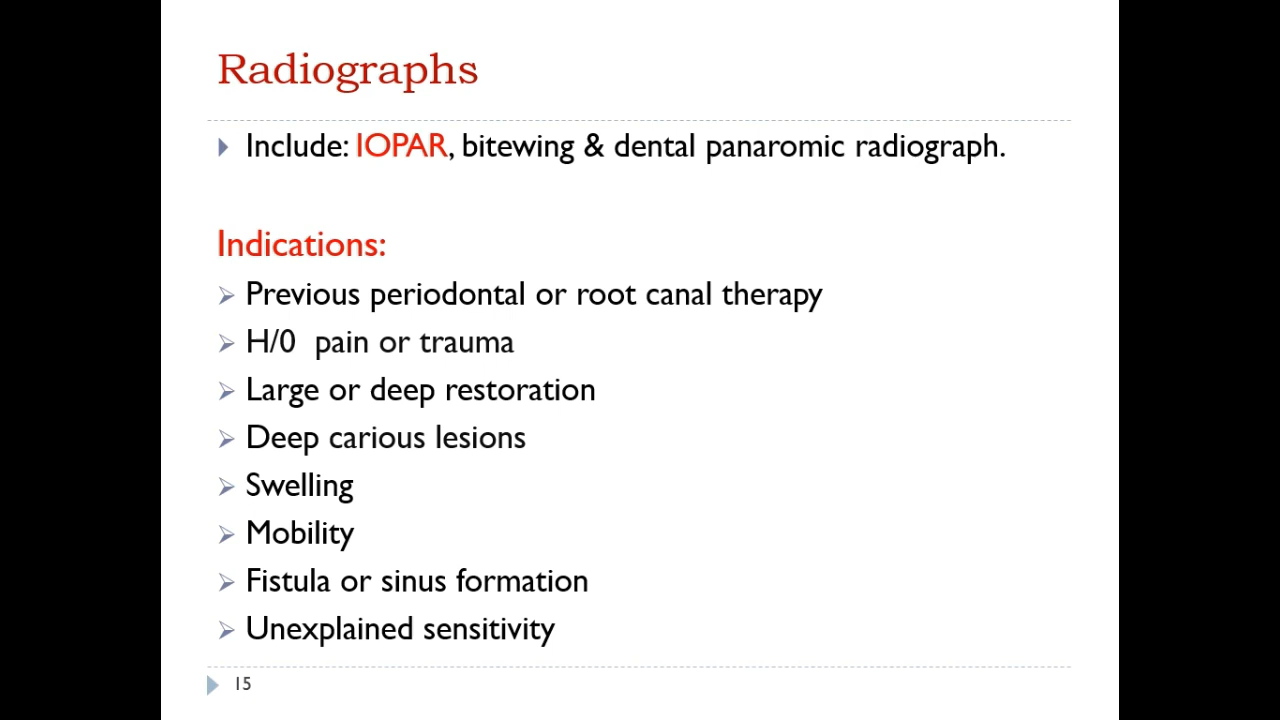 Radiographs
Include: IOPAR, bitewing & dental panaromic radiograph.
Indications:
Previous periodontal or root canal therapy
H/0 pain or trauma
Large or deep restoration
Deep carious lesions
Swelling
Mobility
Fistula or sinus formation
Unexplained sensitivity
15